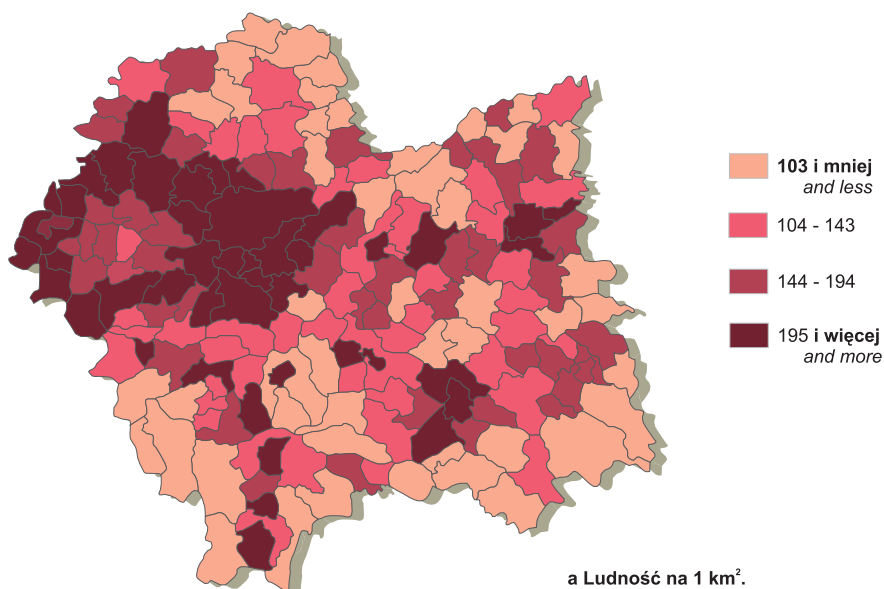 103 i mniej
and less
104 - 143
144 - 194
195 i więcej
and more
a Ludność na 1 km².